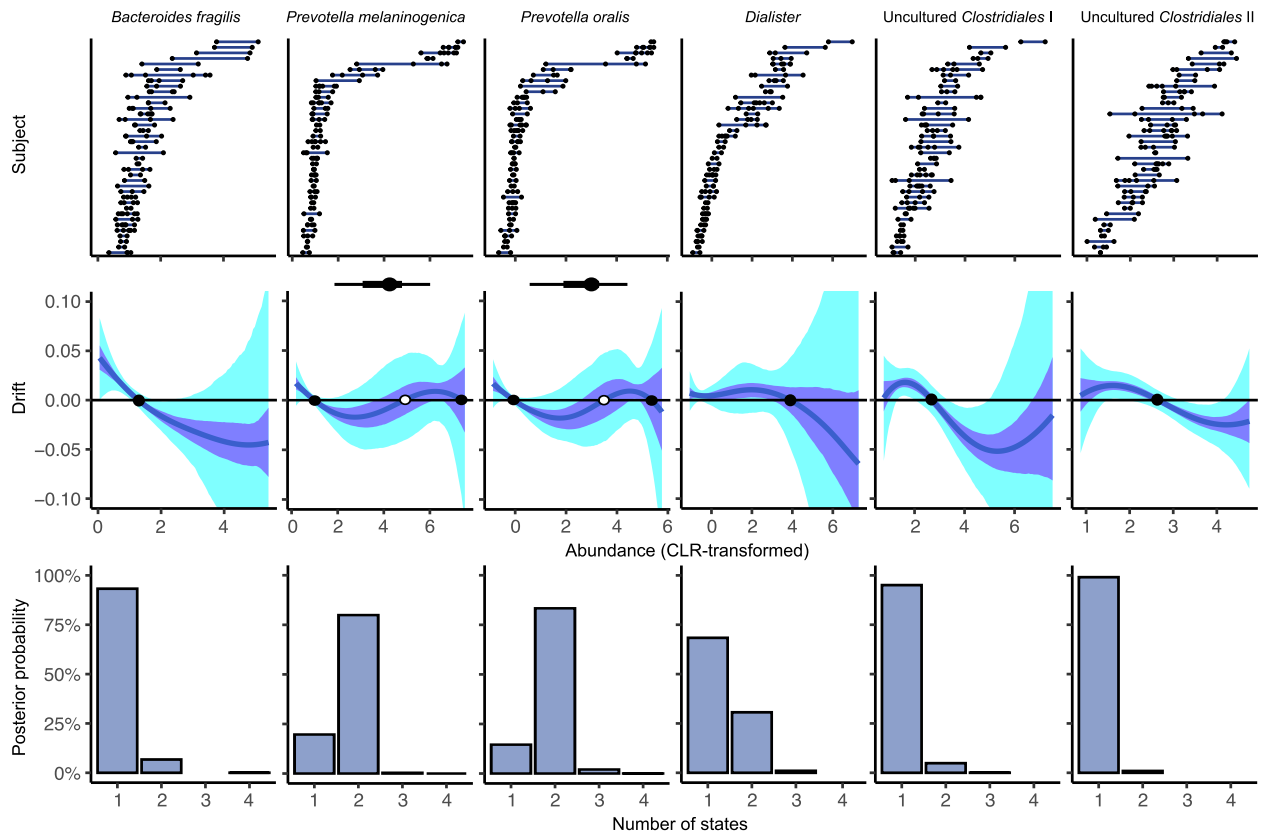 Bacteroides fragilis Prevotella melaninogenica Prevotella oralis Dialister Uncultured Clostridiales I Uncultured Clostridiales II
Subject
Drift
0.10
0.05
0.00
−0.05
−0.10
0 2 4 0 2 4 6 0 2 4 6 0 2 4 6 2 4 6 1 2 3 4
Abundance (CLR-transformed)
Posterior probability
100%
75%
50%
25%
0%
1 2 3 4 1 2 3 4 1 2 3 4 1 2 3 4 1 2 3 4 1 2 3 4
Number of states